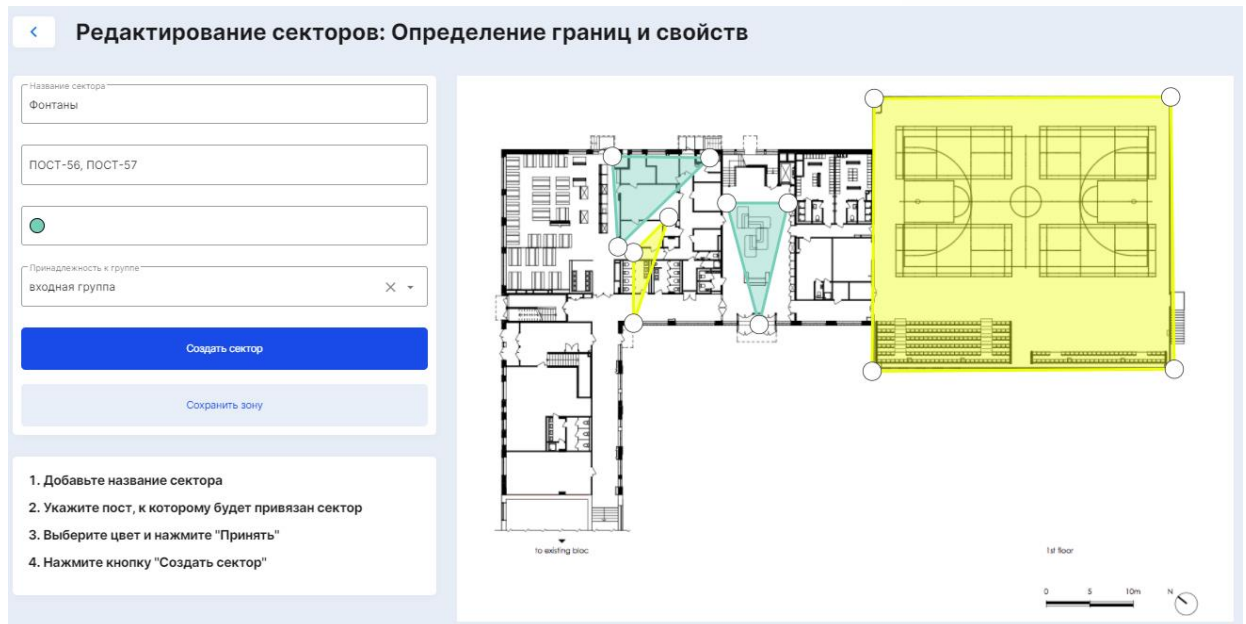 Редактирование секторов: Определение границ и свойств
Название сектора
Фонтаны
ПОСТ-56, ПОСТ-57
Принадлежность к группе
входная группа
Создать сектор
Сохранить зону
1. Добавьте название сектора
2. Укажите пост, к которому будет привязан сектор
3. Выберите цвет и нажмите "Принять"
4. Нажмите кнопку "Создать сектор"
to existing bloc
1st floor
0 5 10m N